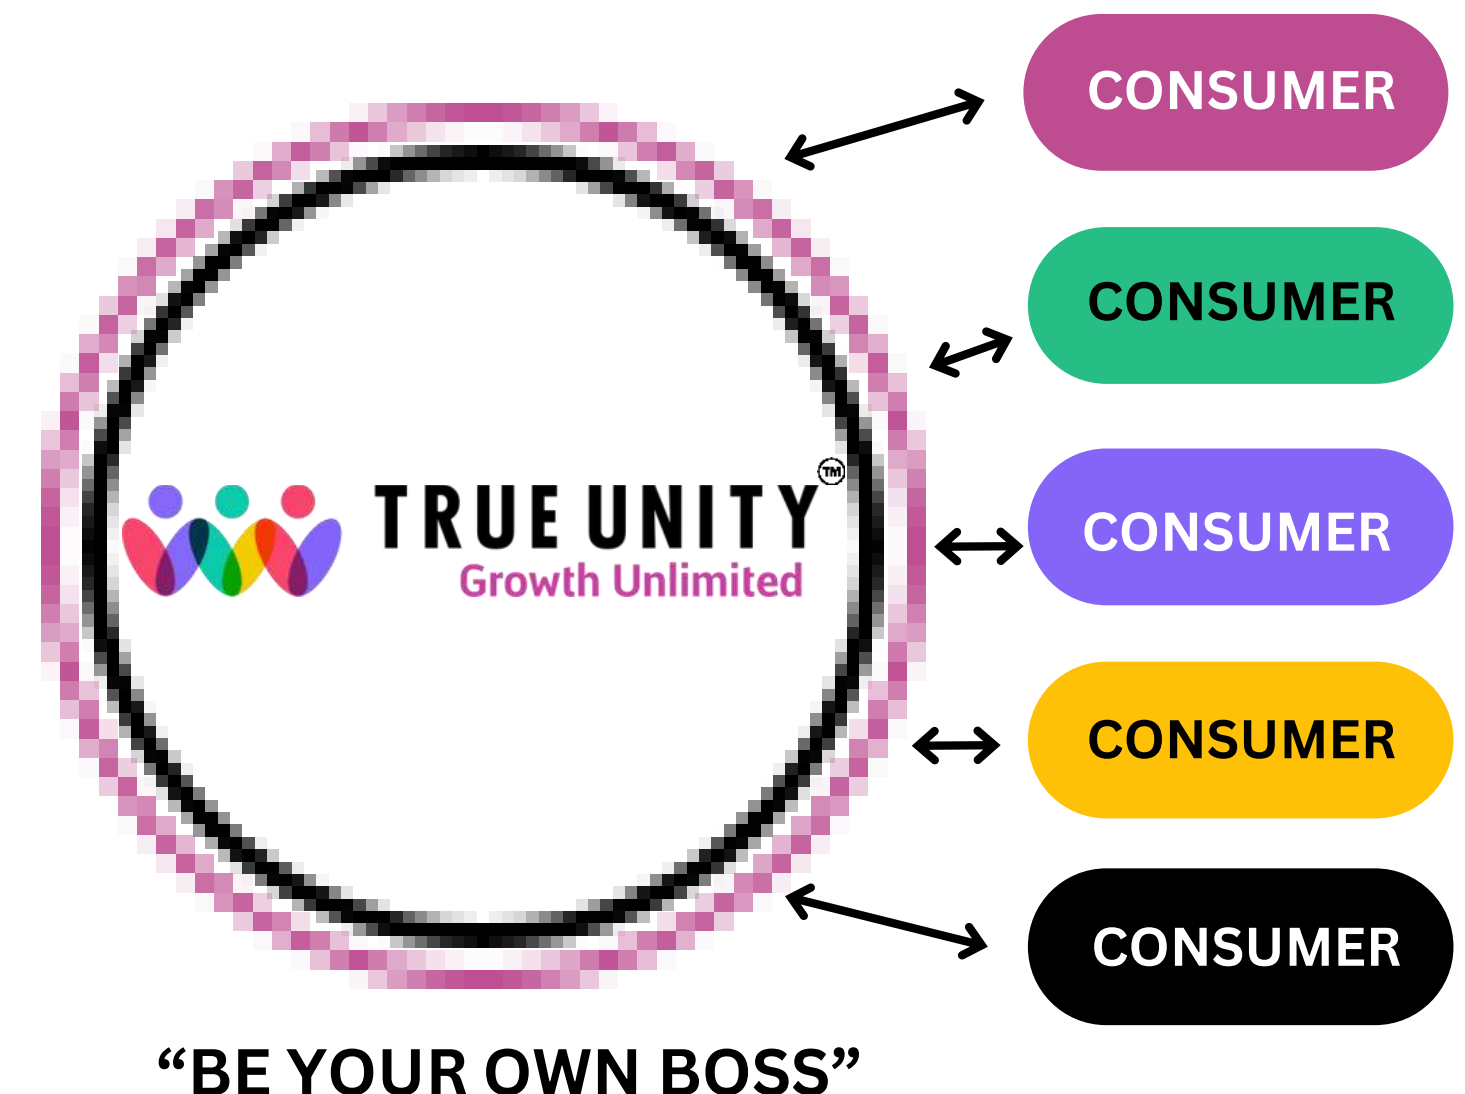 CONSUMER
CONSUMER
TRUE UNITY TM
Growth Unlimited
CONSUMER
CONSUMER
CONSUMER
“BE YOUR OWN BOSS”